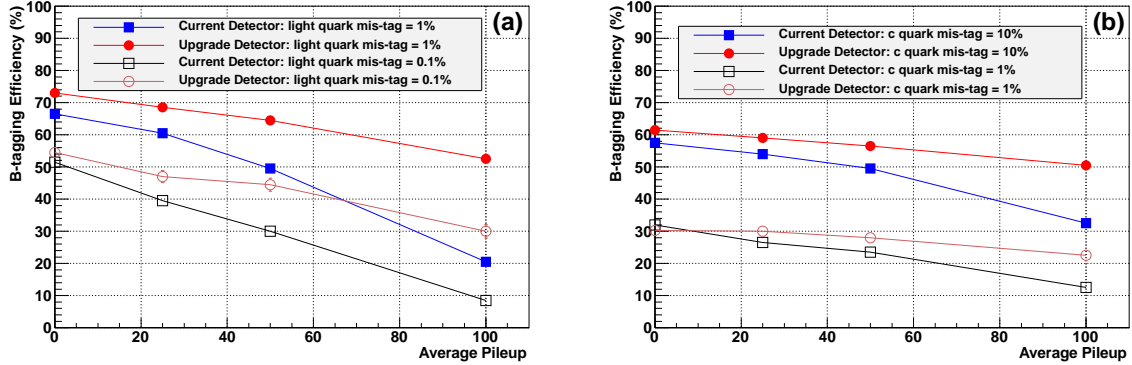 B-tagging Efficiency (%)
100
90
80
70
60
50
40
30
20
10
0
(a)
Current Detector: light quark mis-tag = 1%
Upgrade Detector: light quark mis-tag = 1%
Current Detector: light quark mis-tag = 0.1%
Upgrade Detector: light quark mis-tag = 0.1%
0 20 40 60 80 100
Average Pileup
B-tagging Efficiency (%)
100
90
80
70
60
50
40
30
20
10
0
(b)
Current Detector: c quark mis-tag = 10%
Upgrade Detector: c quark mis-tag = 10%
Current Detector: c quark mis-tag = 1%
Upgrade Detector: c quark mis-tag = 1%
0 20 40 60 80 100
Average Pileup